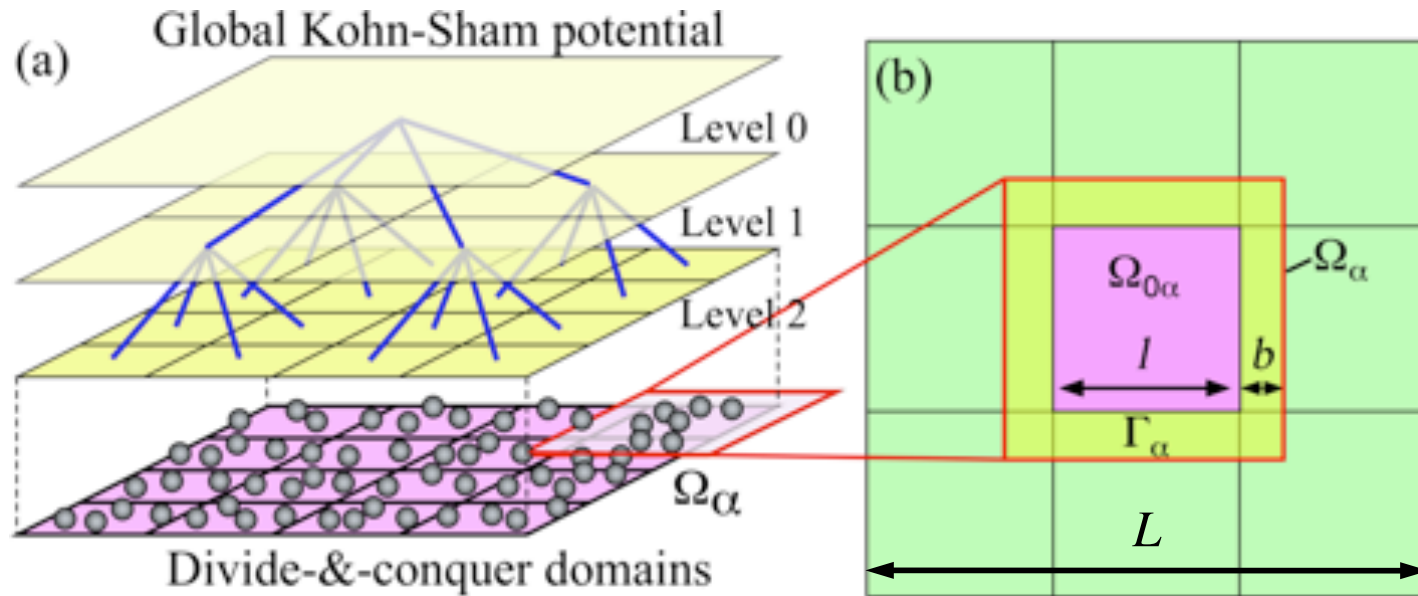 Global Kohn-Sham potential
(a)
Level 0
Level 1
Level 2
Ωα
Divide-&-conquer domains
(b)
Ω0α
Ωα
l
b
Γα
L